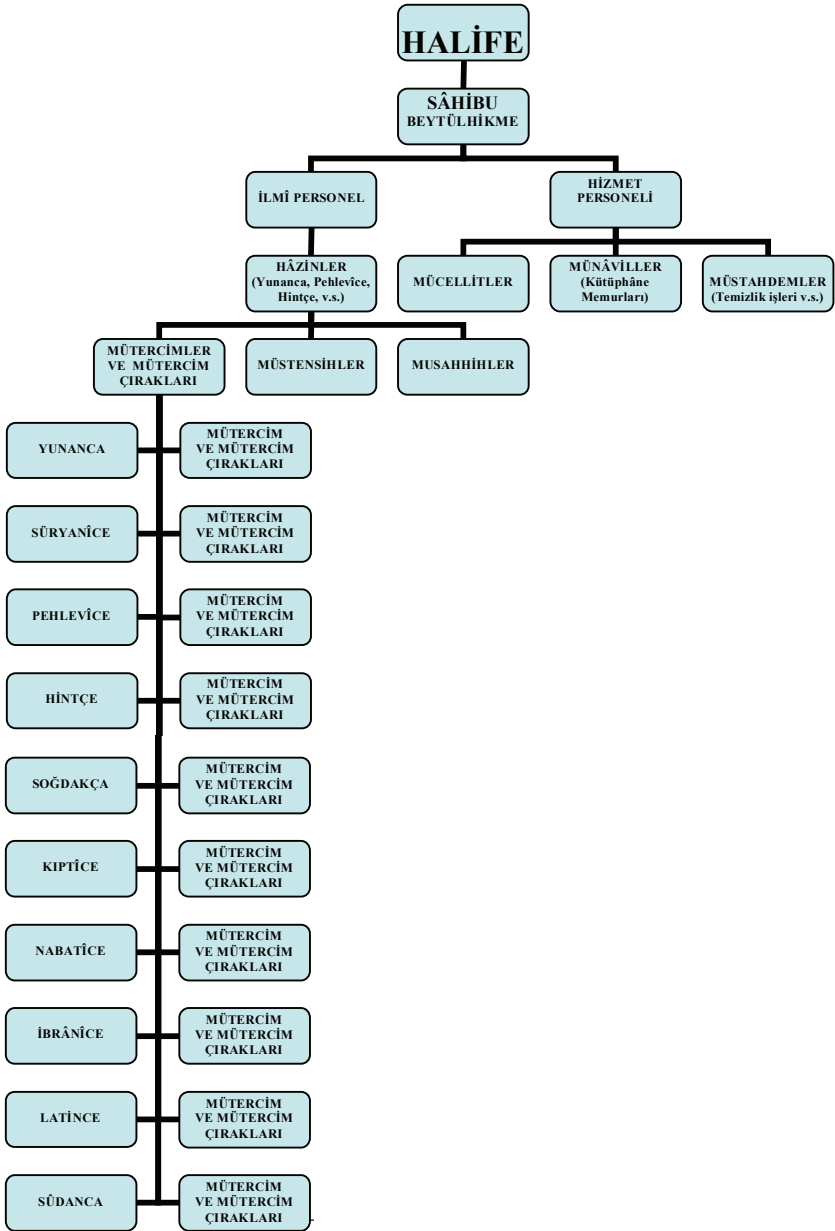 HALİFE
SÂHİBU
BEYTÜLHİKME
İLMÎ PERSONEL
HİZMET
PERSONELİ
HÂZİNLER
(Yunanca, Pehlevîce,
Hintçe, v.s.)
MÜCELLİTLER
MÜNÂVİLLER
(Kütüphâne
Memurları)
MÜSTAHDEMLER
(Temizlik işleri v.s.)
MÜTERCİMLER
VE MÜTERCİM
ÇIRAKLARI
MÜSTENSİHLER
MUSAHHİHLER
YUNANCA
MÜTERCİM
VE MÜTERCİM
ÇIRAKLARI
SÜRYANÎCE
MÜTERCİM
VE MÜTERCİM
ÇIRAKLARI
PEHLEVÎCE
MÜTERCİM
VE MÜTERCİM
ÇIRAKLARI
HİNTÇE
MÜTERCİM
VE MÜTERCİM
ÇIRAKLARI
SOĞDAKÇA
MÜTERCİM
VE MÜTERCİM
ÇIRAKLARI
KIPTÎCE
MÜTERCİM
VE MÜTERCİM
ÇIRAKLARI
NABATÎCE
MÜTERCİM
VE MÜTERCİM
ÇIRAKLARI
İBRÂNÎCE
MÜTERCİM
VE MÜTERCİM
ÇIRAKLARI
LATİNCE
MÜTERCİM
VE MÜTERCİM
ÇIRAKLARI
SÛDANCA
MÜTERCİM
VE MÜTERCİM
ÇIRAKLARI